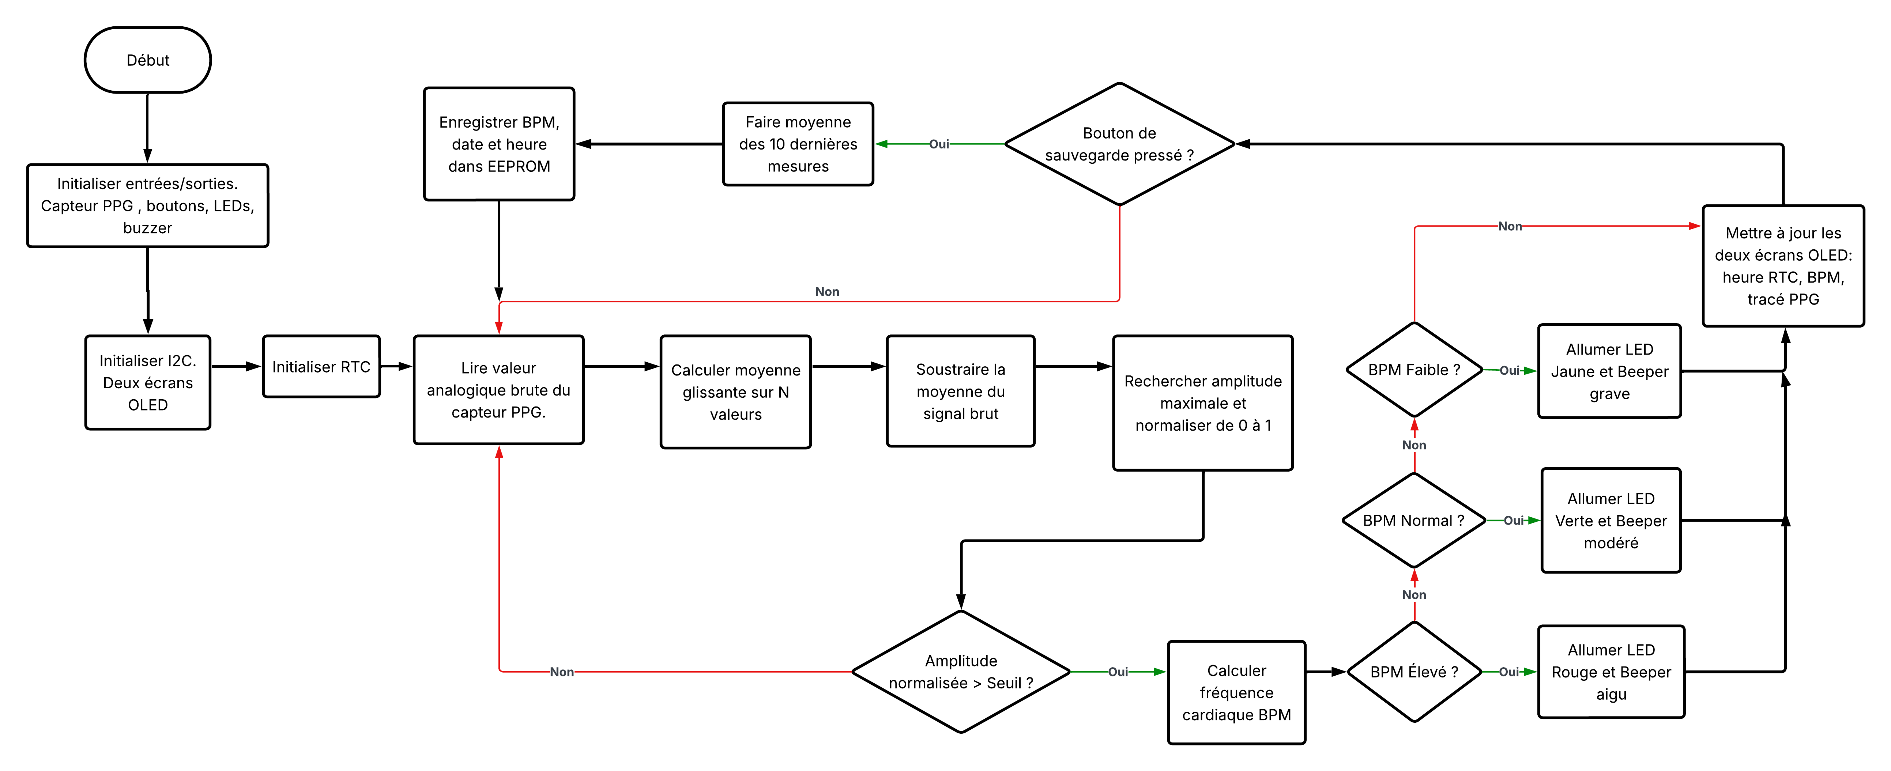 Début
Initialiser entrées/sorties.
Capteur PPG , boutons, LEDs,
buzzer
Initialiser I2C.
Deux écrans
OLED
Initialiser RTC
Lire valeur
analogique brute du
capteur PPG.
Calculer moyenne
glissante sur N
valeurs
Soustraire la
moyenne du
signal brut
Rechercher amplitude
maximale et
normaliser de 0 à 1
Amplitude
normalisée > Seuil ?
Non
Oui
Calculer
fréquence
cardiaque BPM
BPM Élevé ?
Oui
Allumer LED
Rouge et Beeper
aigu
Non
BPM Normal ?
Oui
Allumer LED
Verte et Beeper
modéré
Non
BPM Faible ?
Oui
Allumer LED
Jaune et Beeper
grave
Non
Mettre à jour les
deux écrans OLED:
heure RTC, BPM,
tracé PPG
Bouton de
sauvegarde pressé ?
Oui
Faire moyenne
des 10 dernières
mesures
Enregistrer BPM,
date et heure
dans EEPROM
Non